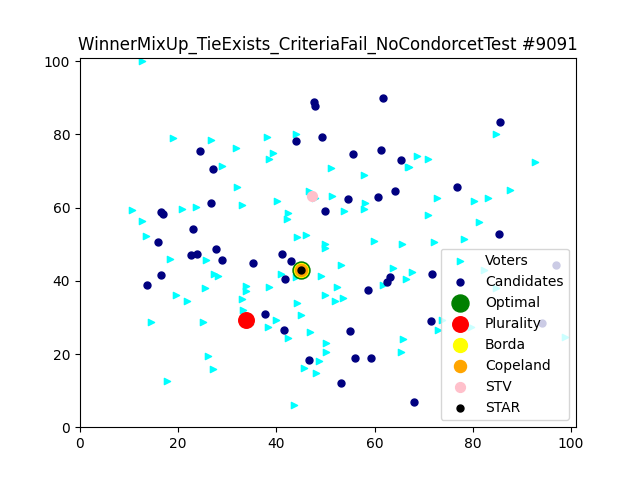 WinnerMixUp_TieExists_CriteriaFail_NoCondorcetTest #9091
100
80
60
40
20
0
0 20 40 60 80 100
Voters
Candidates
Optimal
Plurality
Borda
Copeland
STV
STAR